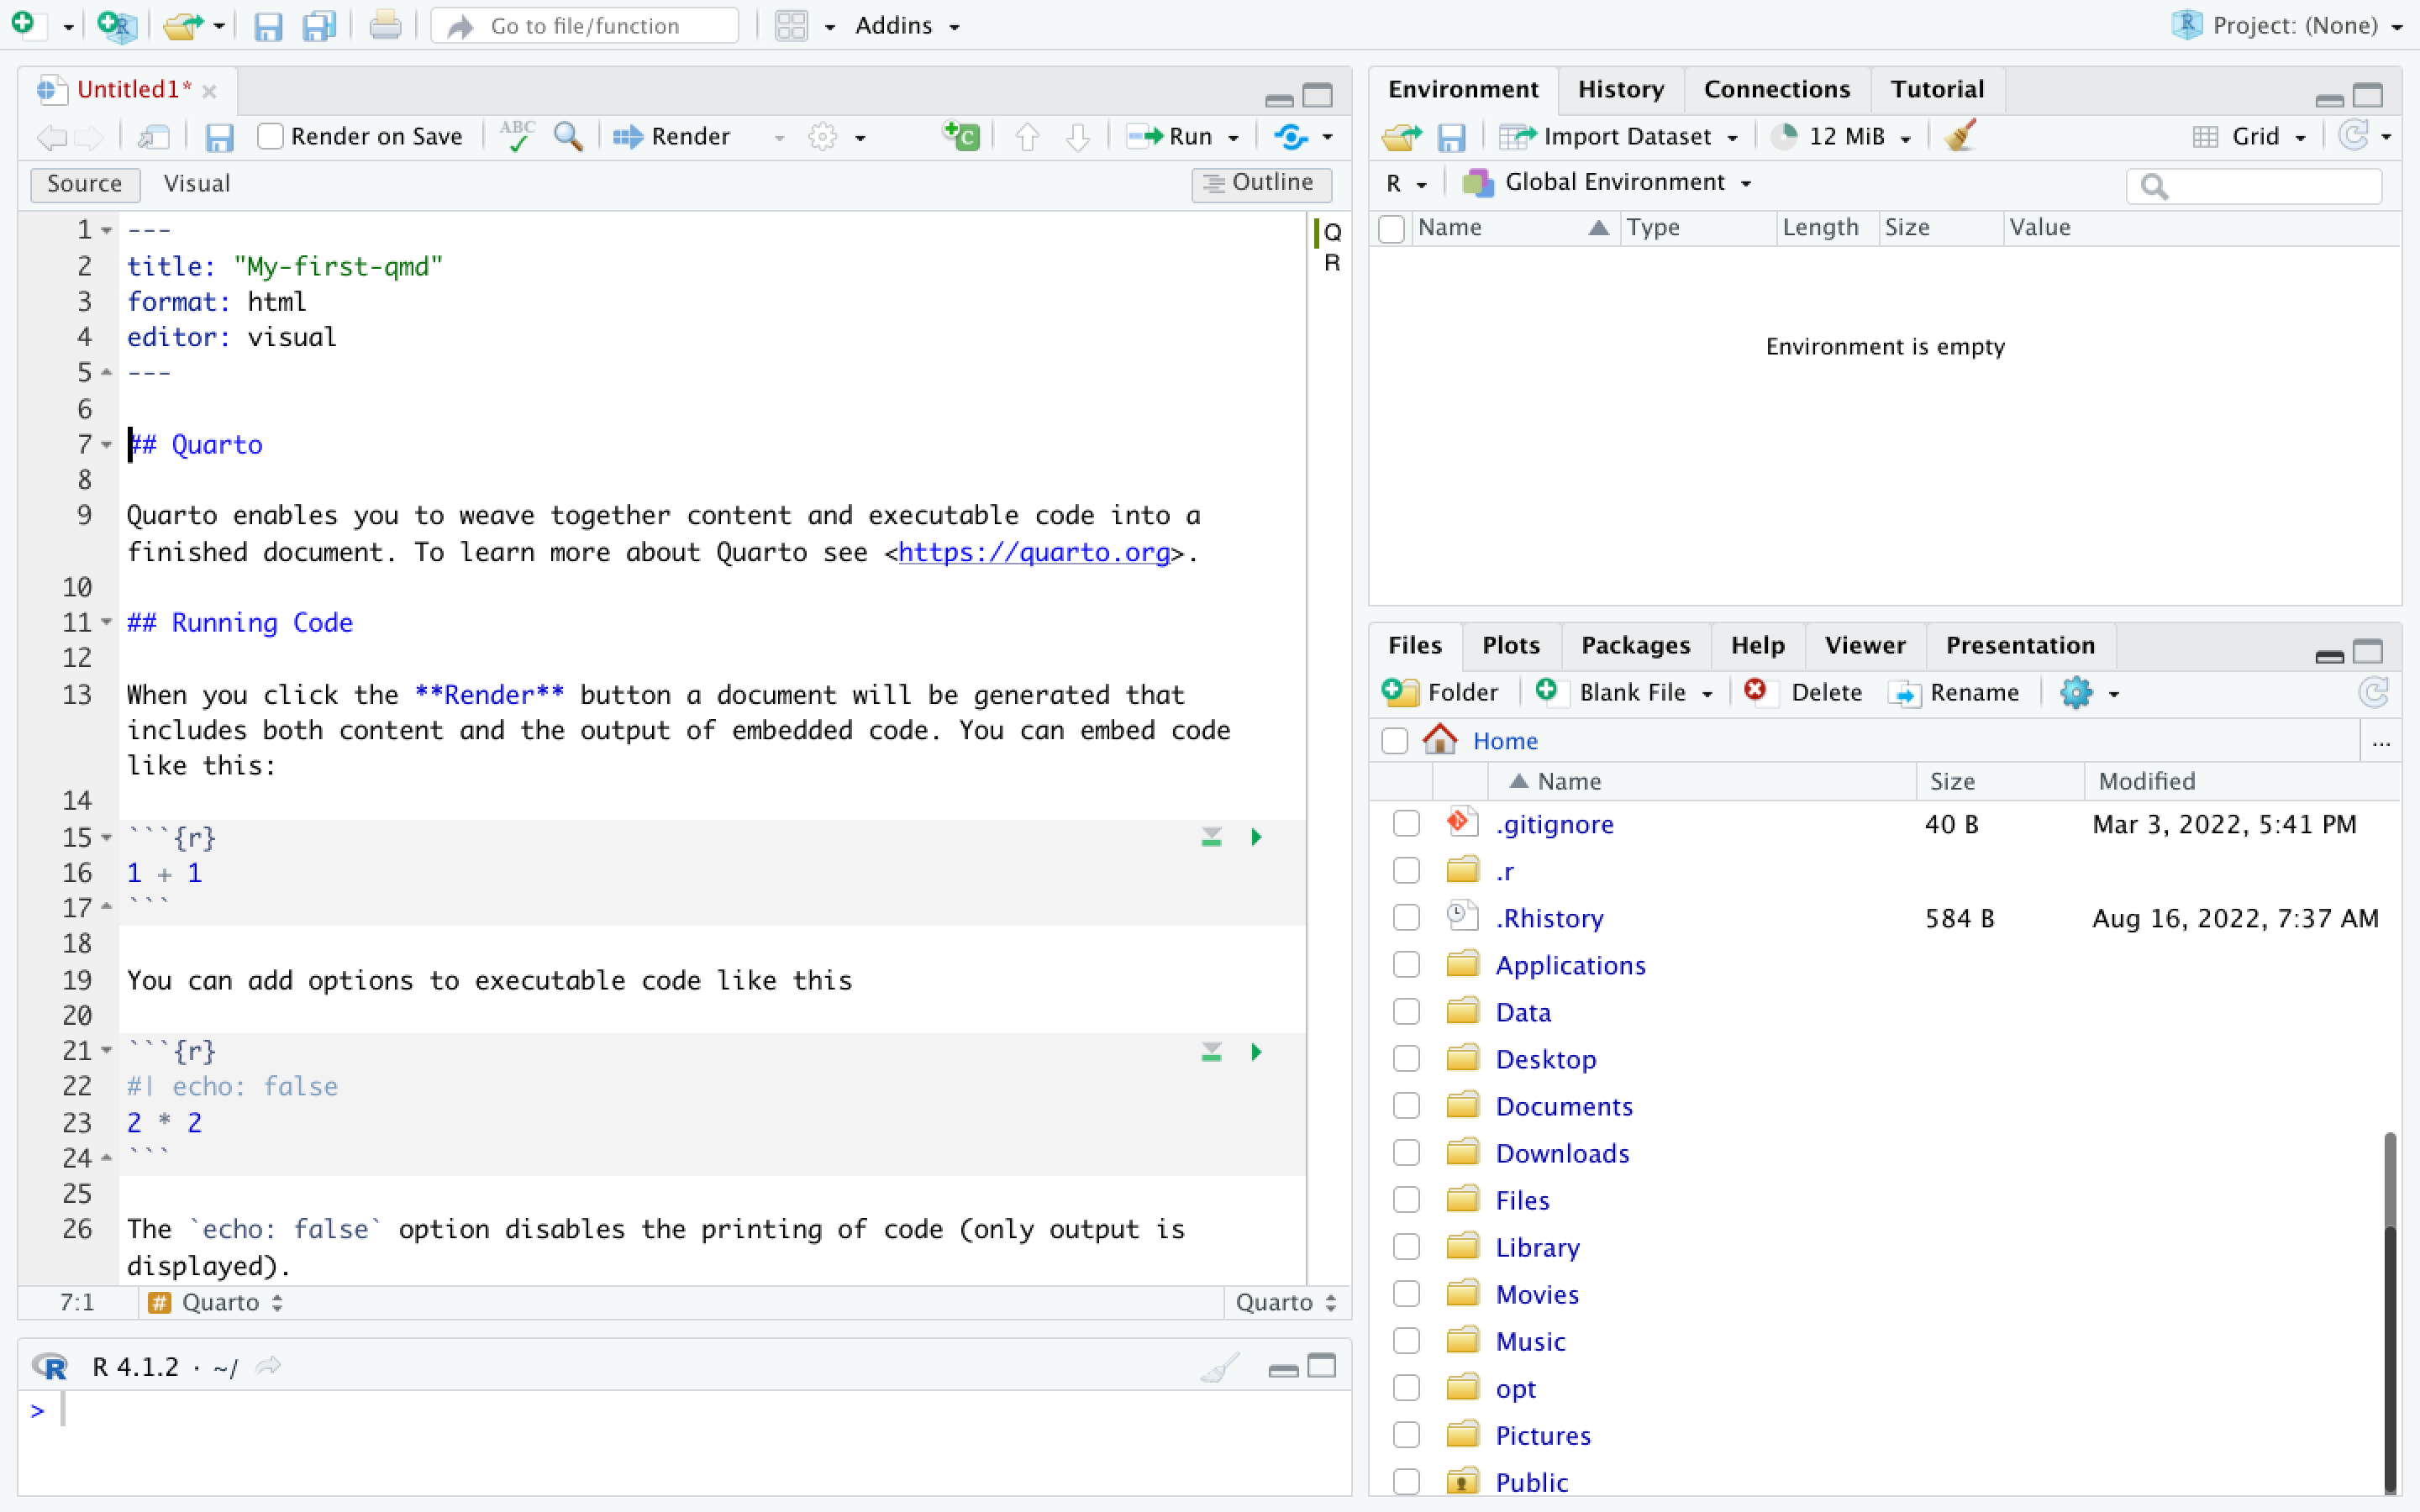 Go to file/function
Addins
Project: (None)
Untitled1*
Render on Save
ABC
Render
C
Run
Source
Visual
Outline
1 ---
2 title: "My-first-qmd"
3 format: html
4 editor: visual
5 ---
6
7 ## Quarto
8
9 Quarto enables you to weave together content and executable code into a
finished document. To learn more about Quarto see <https://quarto.org>.
10
11 ## Running Code
12
13 When you click the **Render** button a document will be generated that
includes both content and the output of embedded code. You can embed code
like this:
14
15 ```{r}
16 1 + 1
17 ```
18
19 You can add options to executable code like this
20
21 ```{r}
22 #| echo: false
23 2 * 2
24 ```
25
26 The `echo: false` option disables the printing of code (only output is
displayed).
Q
R
7:1 # Quarto
Quarto
R R 4.1.2 · ~/
>
Environment History Connections Tutorial
Import Dataset 12 MiB Grid
R Global Environment
Name Type Length Size Value
Environment is empty
Files Plots Packages Help Viewer Presentation
Folder Blank File Delete Rename
Home ...
Name Size Modified
.gitignore 40 B Mar 3, 2022, 5:41 PM
.r
.Rhistory 584 B Aug 16, 2022, 7:37 AM
Applications
Data
Desktop
Documents
Downloads
Files
Library
Movies
Music
opt
Pictures
Public